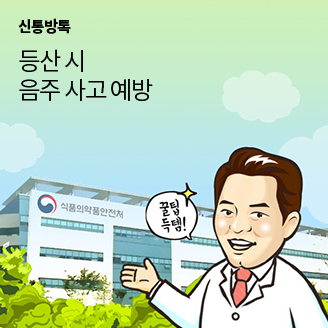 신통방톡
등산 시
음주 사고 예방
식품의약품안전처
꿀팁
득템!